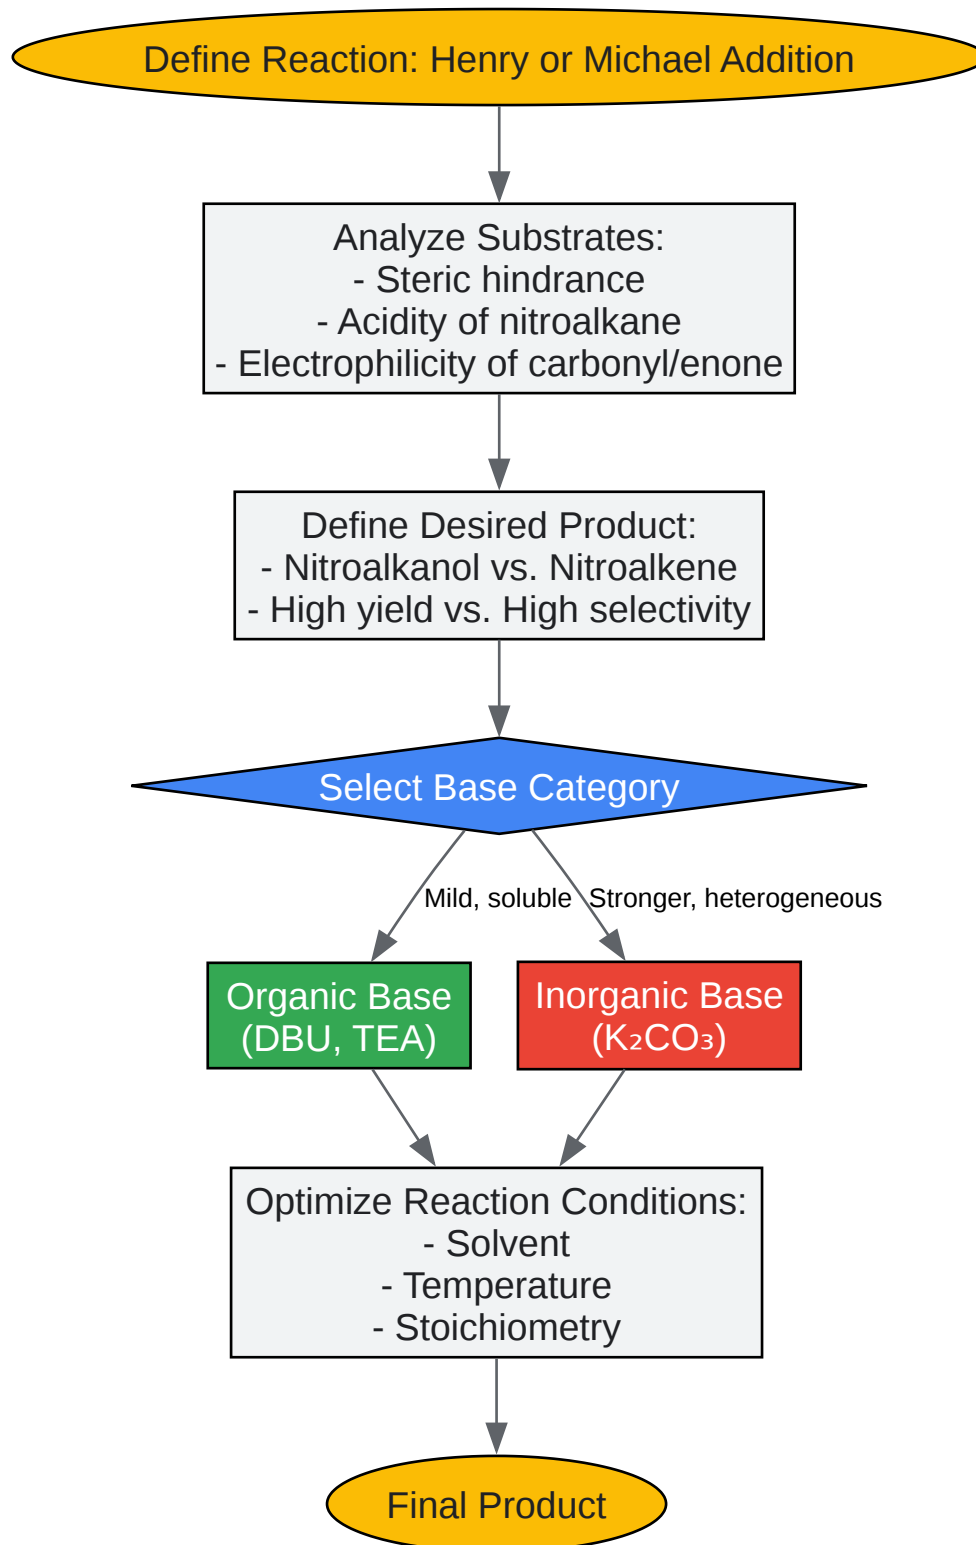 Define Reaction: Henry or Michael Addition
Analyze Substrates:
- Steric hindrance
- Acidity of nitroalkane
- Electrophilicity of carbonyl/enone
Define Desired Product:
- Nitroalkanol vs. Nitroalkene
- High yield vs. High selectivity
Select Base Category
Mild, soluble
Stronger, heterogeneous
Organic Base
(DBU, TEA)
Inorganic Base
(K₂CO₃)
Optimize Reaction Conditions:
- Solvent
- Temperature
- Stoichiometry
Final Product